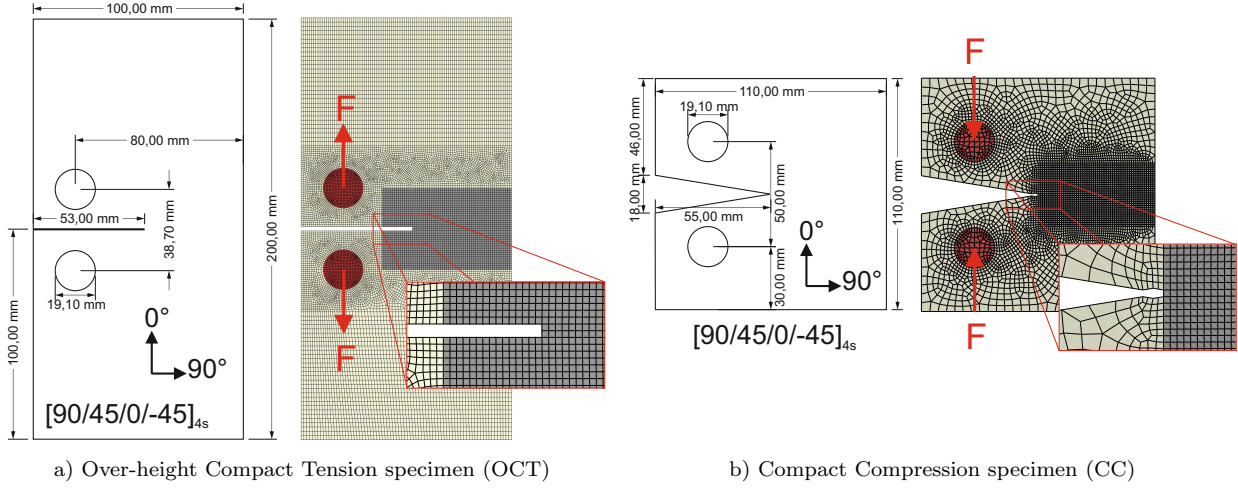 100,00 mm
F
80,00 mm
53,00 mm
38,70 mm
200,00 mm
19,10 mm
100,00 mm
0°
90°
F
[90/45/0/-45]4s
a) Over-height Compact Tension specimen (OCT)
F
110,00 mm
19,10 mm
46,00 mm
18,00 mm
55,00 mm
50,00 mm
110,00 mm
30,00 mm
0°
90°
F
[90/45/0/-45]4s
b) Compact Compression specimen (CC)